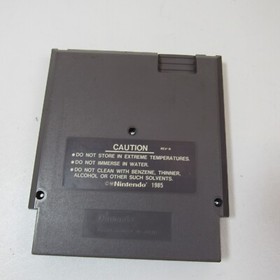 CAUTION REV-A
• DO NOT STORE IN EXTREME TEMPERATURES.
• DO NOT IMMERSE IN WATER.
• DO NOT CLEAN WITH BENZENE, THINNER,
ALCOHOL OR OTHER SUCH SOLVENTS.
© Nintendo® 1985